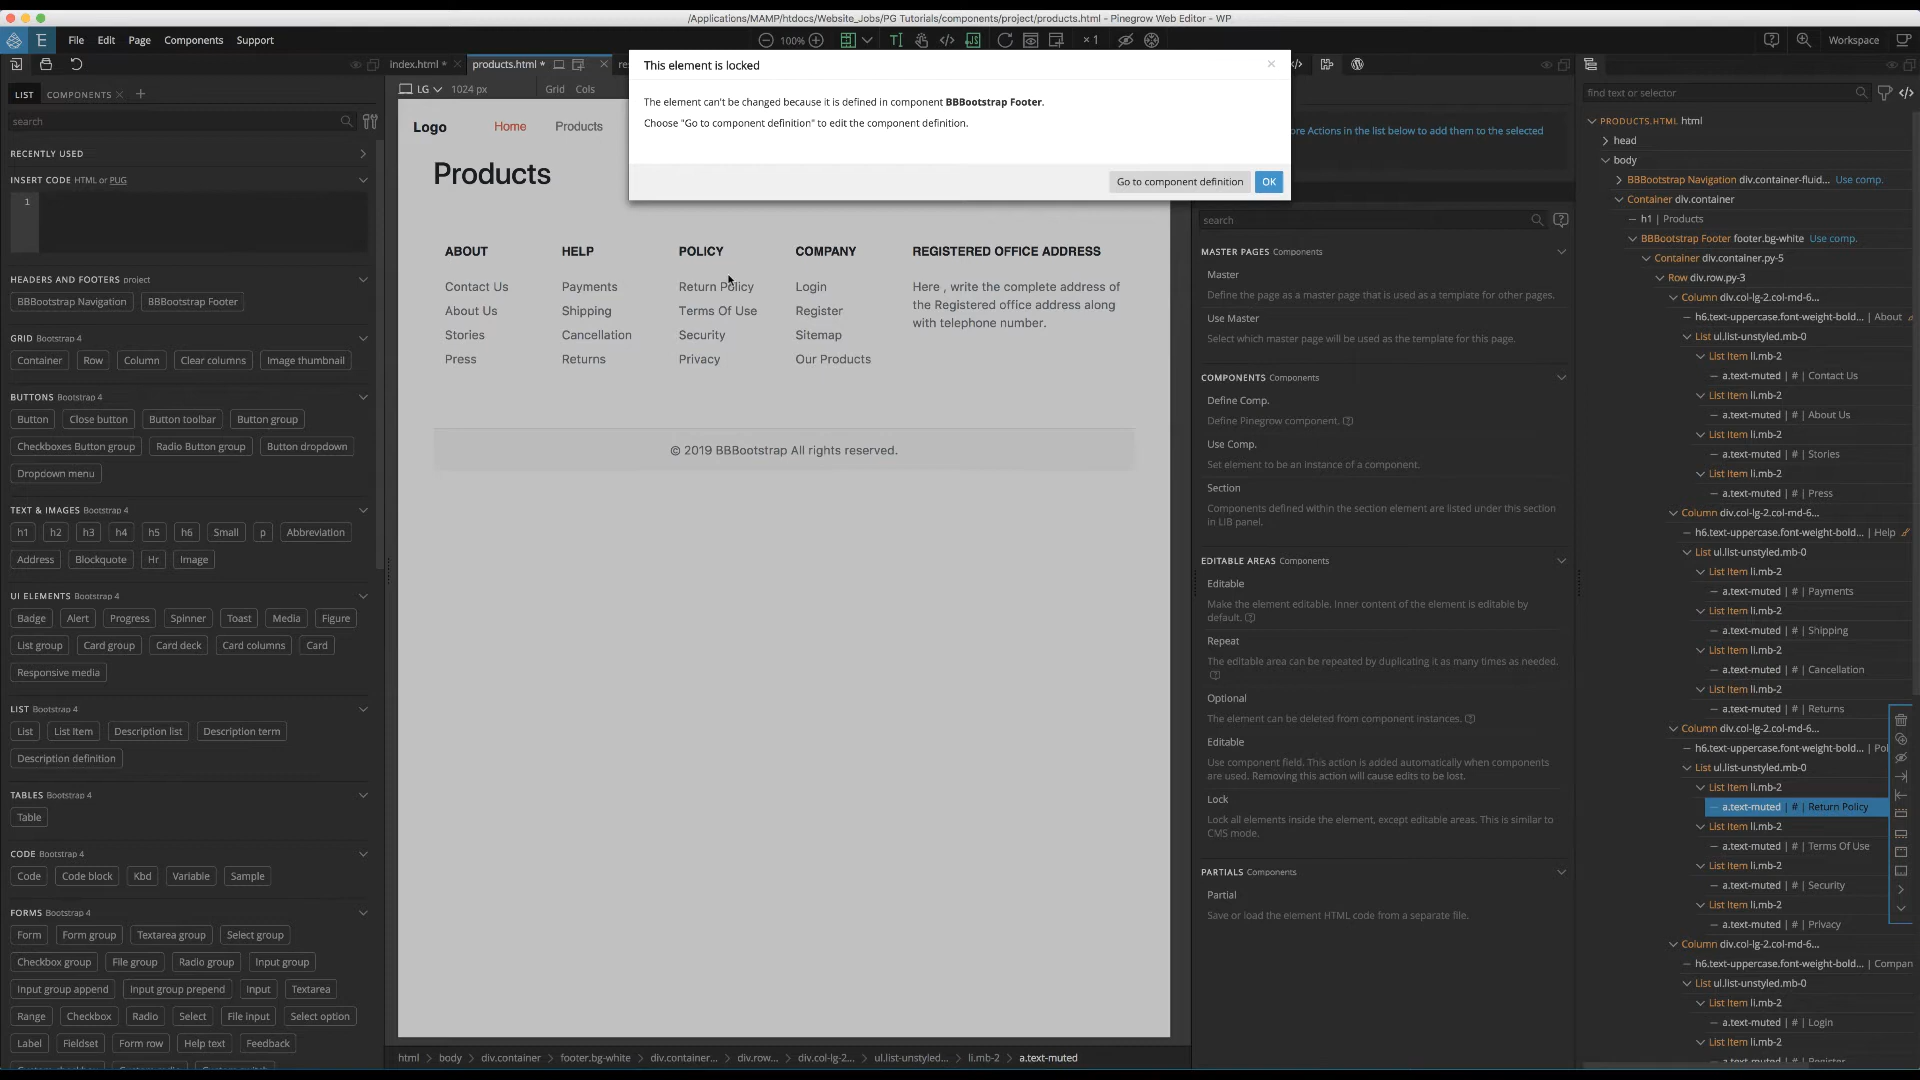 /Applications/MAMP/htdocs/Website_Jobs/PG Tutorials/components/project/products.html - Pinegrow Web Editor - WP
File Edit Page Components Support
100%
× 1
Workspace
index.html *
products.html *
LIST
COMPONENTS
search
RECENTLY USED
INSERT CODE HTML or PUG
1
HEADERS AND FOOTERS project
BBBootstrap Navigation
BBBootstrap Footer
GRID Bootstrap 4
Container
Row
Column
Clear columns
Image thumbnail
BUTTONS Bootstrap 4
Button
Close button
Button toolbar
Button group
Checkboxes Button group
Radio Button group
Button dropdown
Dropdown menu
TEXT & IMAGES Bootstrap 4
h1
h2
h3
h4
h5
h6
Small
p
Abbreviation
Address
Blockquote
Hr
Image
UI ELEMENTS Bootstrap 4
Badge
Alert
Progress
Spinner
Toast
Media
Figure
List group
Card group
Card deck
Card columns
Card
Responsive media
LIST Bootstrap 4
List
List Item
Description list
Description term
Description definition
TABLES Bootstrap 4
Table
CODE Bootstrap 4
Code
Code block
Kbd
Variable
Sample
FORMS Bootstrap 4
Form
Form group
Textarea group
Select group
Checkbox group
File group
Radio group
Input group
Input group append
Input group prepend
Input
Textarea
Range
Checkbox
Radio
Select
File input
Select option
Label
Fieldset
Form row
Help text
Feedback
LG
1024 px
Grid
Cols
Logo
Home
Products
Products
ABOUT
Contact Us
About Us
Stories
Press
HELP
Payments
Shipping
Cancellation
Returns
POLICY
Return Policy
Terms Of Use
Security
Privacy
COMPANY
Login
Register
Sitemap
Our Products
REGISTERED OFFICE ADDRESS
Here , write the complete address of
the Registered office address along
with telephone number.
© 2019 BBBootstrap All rights reserved.
html > body > div.container > footer.bg-white > div.container... > div.row... > div.col-lg-2... > ul.list-unstyled... > li.mb-2 > a.text-muted
This element is locked
The element can't be changed because it is defined in component BBBootstrap Footer.
Choose "Go to component definition" to edit the component definition.
Go to component definition
OK
ore Actions in the list below to add them to the selected
search
MASTER PAGES Components
Master
Define the page as a master page that is used as a template for other pages.
Use Master
Select which master page will be used as the template for this page.
COMPONENTS Components
Define Comp.
Define Pinegrow component.
Use Comp.
Set element to be an instance of a component.
Section
Components defined within the section element are listed under this section
in LIB panel.
EDITABLE AREAS Components
Editable
Make the element editable. Inner content of the element is editable by
default.
Repeat
The editable area can be repeated by duplicating it as many times as needed.
Optional
The element can be deleted from component instances.
Editable
Use component field. This action is added automatically when components
are used. Removing this action will cause edits to be lost.
Lock
Lock all elements inside the element, except editable areas. This is similar to
CMS mode.
PARTIALS Components
Partial
Save or load the element HTML code from a separate file.
find text or selector
PRODUCTS.HTML html
head
body
BBBootstrap Navigation div.container-fluid... Use comp.
Container div.container
h1 | Products
BBBootstrap Footer footer.bg-white Use comp.
Container div.container.py-5
Row div.row.py-3
Column div.col-lg-2.col-md-6...
h6.text-uppercase.font-weight-bold... | About
List ul.list-unstyled.mb-0
List Item li.mb-2
a.text-muted | # | Contact Us
List Item li.mb-2
a.text-muted | # | About Us
List Item li.mb-2
a.text-muted | # | Stories
List Item li.mb-2
a.text-muted | # | Press
Column div.col-lg-2.col-md-6...
h6.text-uppercase.font-weight-bold... | Help
List ul.list-unstyled.mb-0
List Item li.mb-2
a.text-muted | # | Payments
List Item li.mb-2
a.text-muted | # | Shipping
List Item li.mb-2
a.text-muted | # | Cancellation
List Item li.mb-2
a.text-muted | # | Returns
Column div.col-lg-2.col-md-6...
h6.text-uppercase.font-weight-bold... | Pol
List ul.list-unstyled.mb-0
List Item li.mb-2
a.text-muted | # | Return Policy
List Item li.mb-2
a.text-muted | # | Terms Of Use
List Item li.mb-2
a.text-muted | # | Security
List Item li.mb-2
a.text-muted | # | Privacy
Column div.col-lg-2.col-md-6...
h6.text-uppercase.font-weight-bold... | Compan
List ul.list-unstyled.mb-0
List Item li.mb-2
a.text-muted | # | Login
List Item li.mb-2